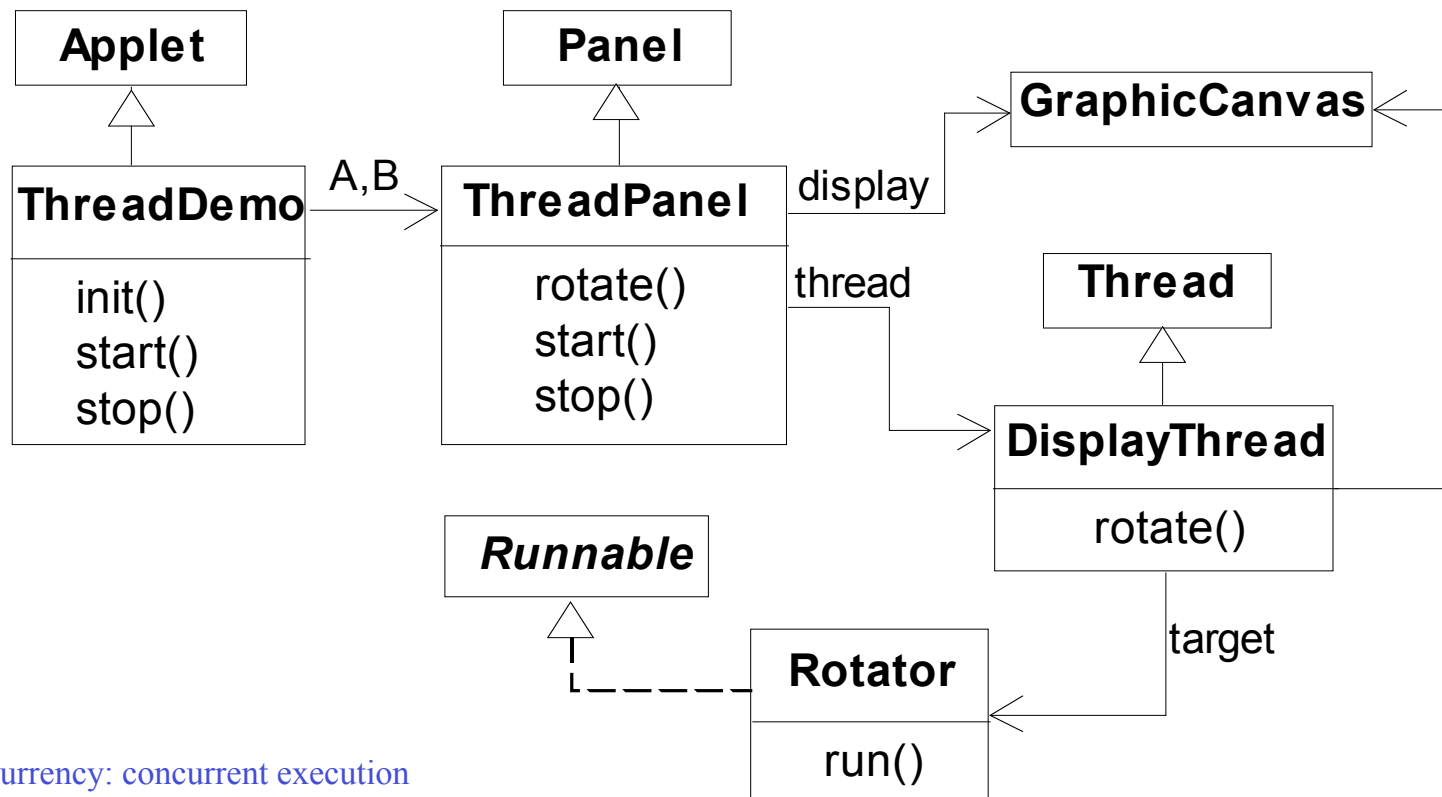 Applet
Panel
GraphicCanvas
ThreadDemo
A,B
ThreadPanel
display
init()
start()
stop()
rotate()
start()
stop()
thread
Thread
DisplayThread
rotate()
Runnable
target
Rotator
run()
urrency: concurrent execution